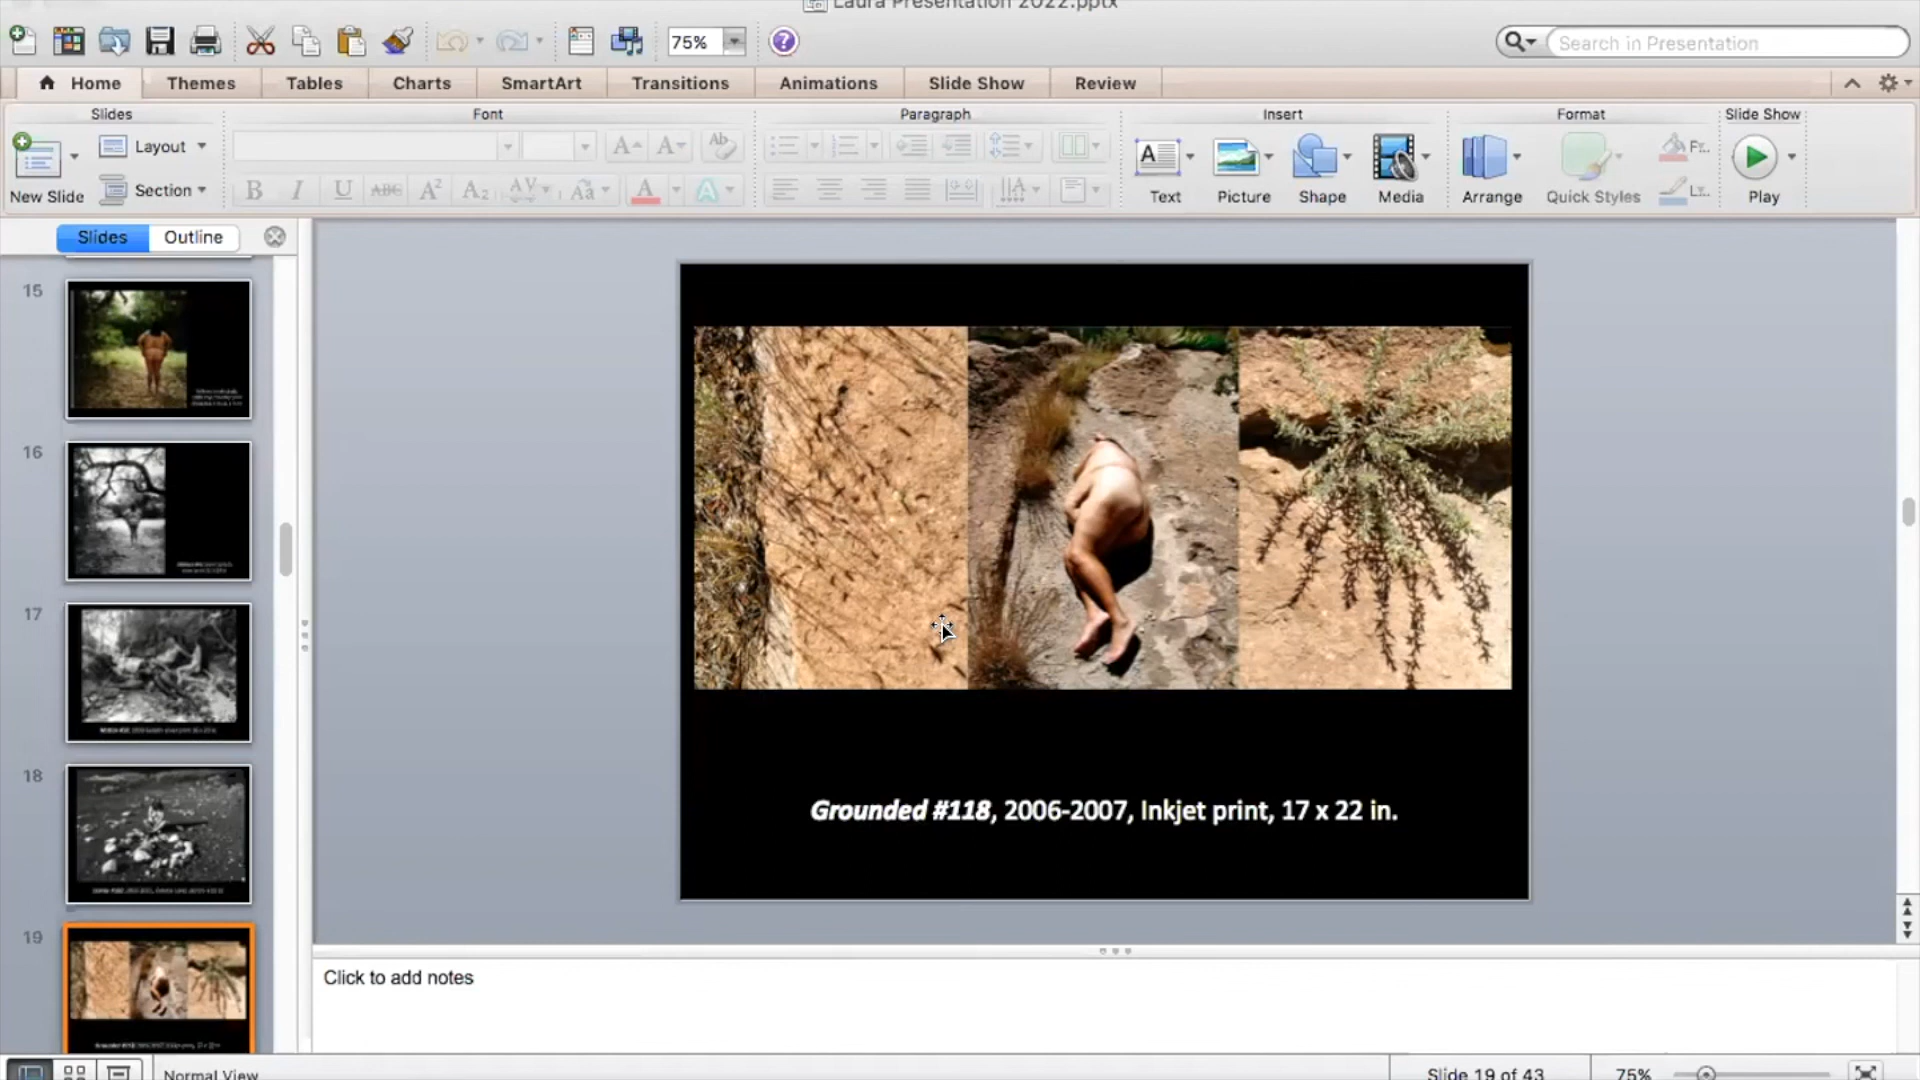 Laura Presentation 2022.pptx
75%
Search in Presentation
Home
Themes
Tables
Charts
SmartArt
Transitions
Animations
Slide Show
Review
Slides
Font
Paragraph
Insert
Format
Slide Show
Layout
Section
New Slide
Text
Picture
Shape
Media
Arrange
Quick Styles
Play
Slides
Outline
15
16
17
18
19
Grounded #118, 2006-2007, Inkjet print, 17 x 22 in.
Click to add notes
Normal View
Slide 19 of 43
75%